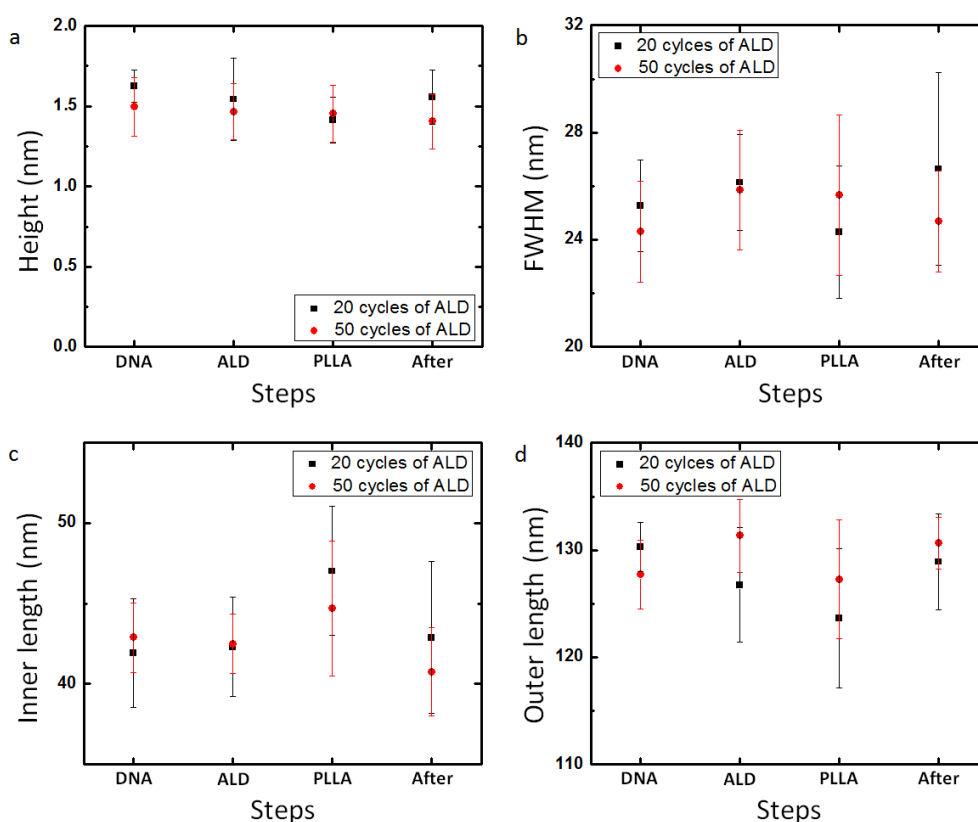 a
2.0
1.5
1.0
0.5
0.0
Height (nm)
20 cycles of ALD
50 cycles of ALD
DNA ALD PLLA After
Steps
b
32
28
24
20
FWHM (nm)
20 cylces of ALD
50 cycles of ALD
DNA ALD PLLA After
Steps
c
50
40
Inner length (nm)
20 cycles of ALD
50 cycles of ALD
DNA ALD PLLA After
Steps
d
140
130
120
110
Outer length (nm)
20 cylces of ALD
50 cycles of ALD
DNA ALD PLLA After
Steps